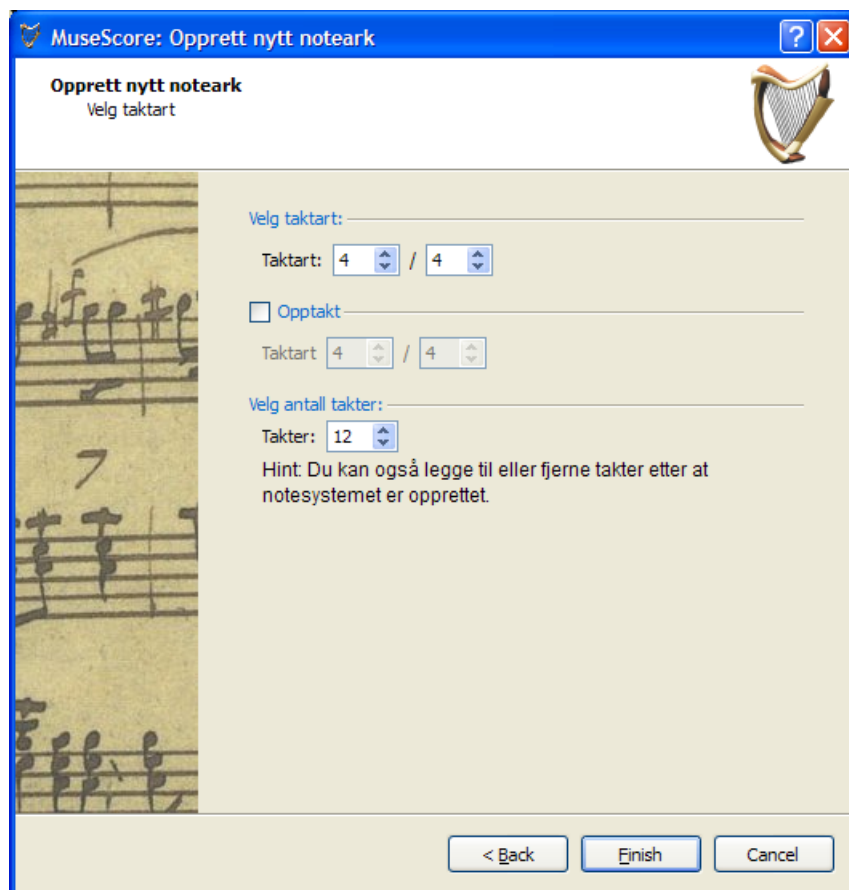 MuseScore: Opprett nytt noteark
Opprett nytt noteark
Velg taktart
Velg taktart:
Taktart: 4 / 4
Opptakt
Taktart 4 / 4
Velg antall takter:
Takter: 12
Hint: Du kan også legge til eller fjerne takter etter at
notesystemet er opprettet.
7
< Back Finish Cancel